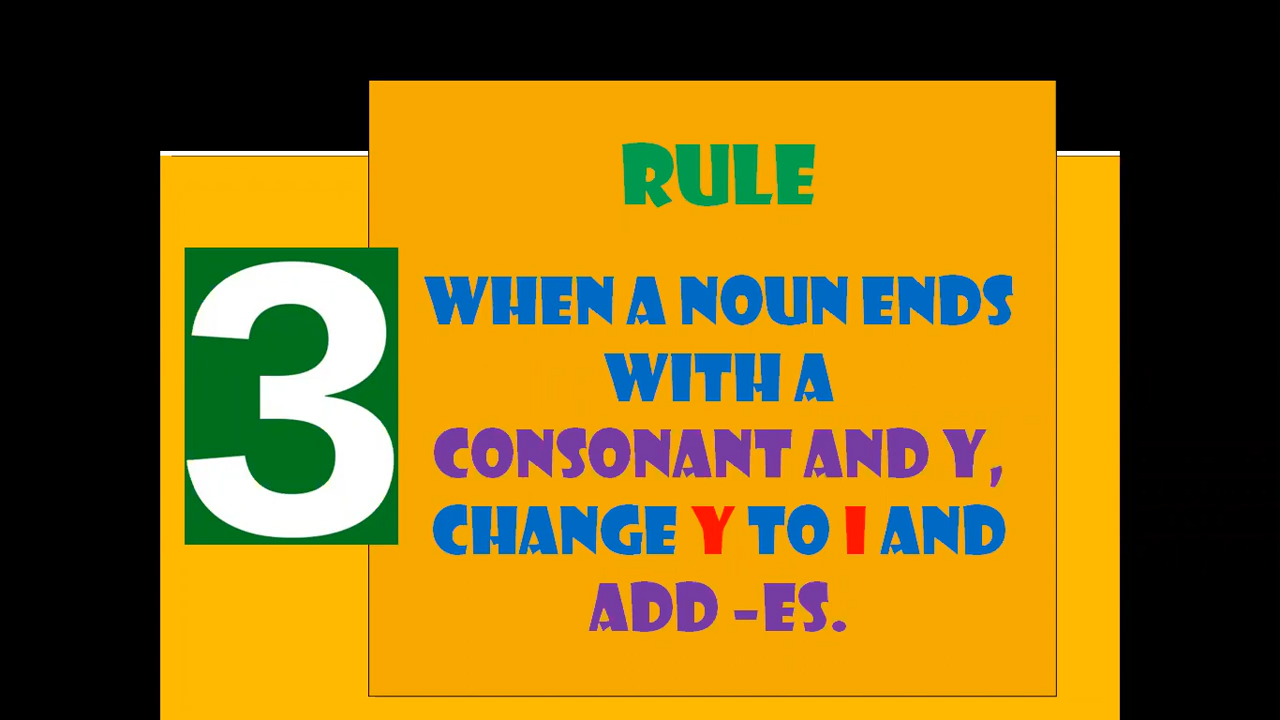 RULE
3
WHEN A NOUN ENDS
WITH A
CONSONANT AND Y,
CHANGE Y TO I AND
ADD -ES.